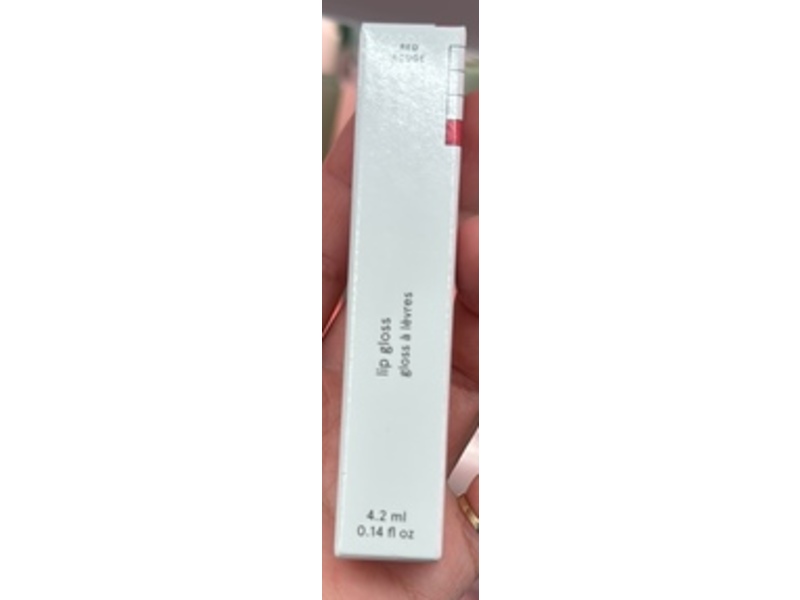 RED
ROUGE
lip gloss
gloss à lèvres
4.2 ml
0.14 fl oz